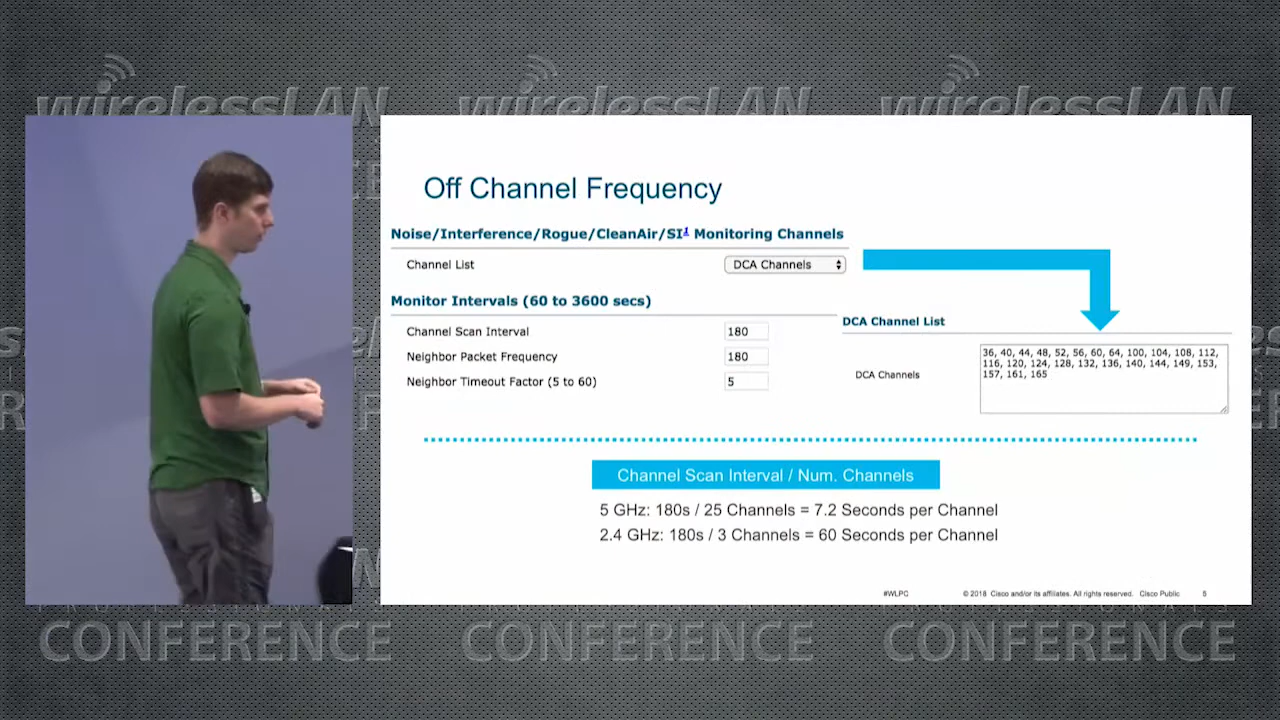 wirelessLAN wirelessLAN wirelessLAN
Off Channel Frequency
Noise/Interference/Rogue/CleanAir/SI1 Monitoring Channels
Channel List DCA Channels
Monitor Intervals (60 to 3600 secs)
Channel Scan Interval 180
Neighbor Packet Frequency 180
Neighbor Timeout Factor (5 to 60) 5
DCA Channel List
DCA Channels
36, 40, 44, 48, 52, 56, 60, 64, 100, 104, 108, 112,
116, 120, 124, 128, 132, 136, 140, 144, 149, 153,
157, 161, 165
Channel Scan Interval / Num. Channels
5 GHz: 180s / 25 Channels = 7.2 Seconds per Channel
2.4 GHz: 180s / 3 Channels = 60 Seconds per Channel
#WLPC © 2018 Cisco and/or its affiliates. All rights reserved. Cisco Public 5
CONFERENCE CONFERENCE CONFERENCE